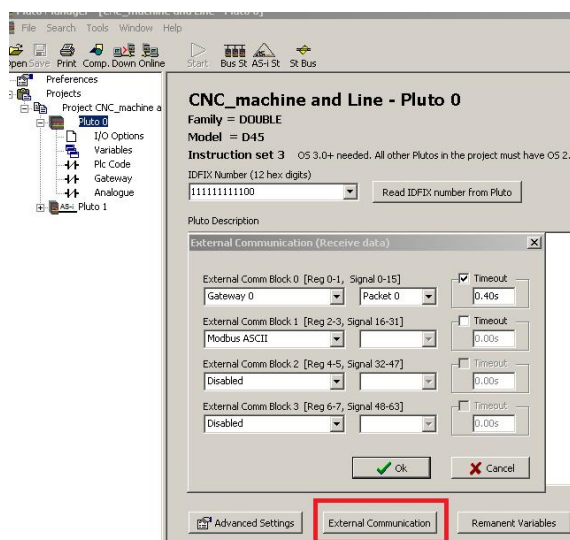 PlutoManager - [CNC_machine and Line - Pluto 0]
File Search Tools Window Help
Open Save Print Comp. Down Online Start Bus St AS-i St St Bus
Preferences
Projects
Project CNC_machine a
Pluto 0
I/O Options
Variables
Plc Code
Gateway
Analogue
AS-i Pluto 1
CNC_machine and Line - Pluto 0
Family = DOUBLE
Model = D45
Instruction set 3 OS 3.0+ needed. All other Plutos in the project must have OS 2.
IDFIX Number (12 hex digits)
111111111100 Read IDFIX number from Pluto
Pluto Description
External Communication (Receive data)
External Comm Block 0 [Reg 0-1, Signal 0-15] Timeout
Gateway 0 Packet 0 0.40s
External Comm Block 1 [Reg 2-3, Signal 16-31] Timeout
Modbus ASCII 0.00s
External Comm Block 2 [Reg 4-5, Signal 32-47] Timeout
Disabled 0.00s
External Comm Block 3 [Reg 6-7, Signal 48-63] Timeout
Disabled 0.00s
Ok Cancel
Advanced Settings External Communication Remanent Variables